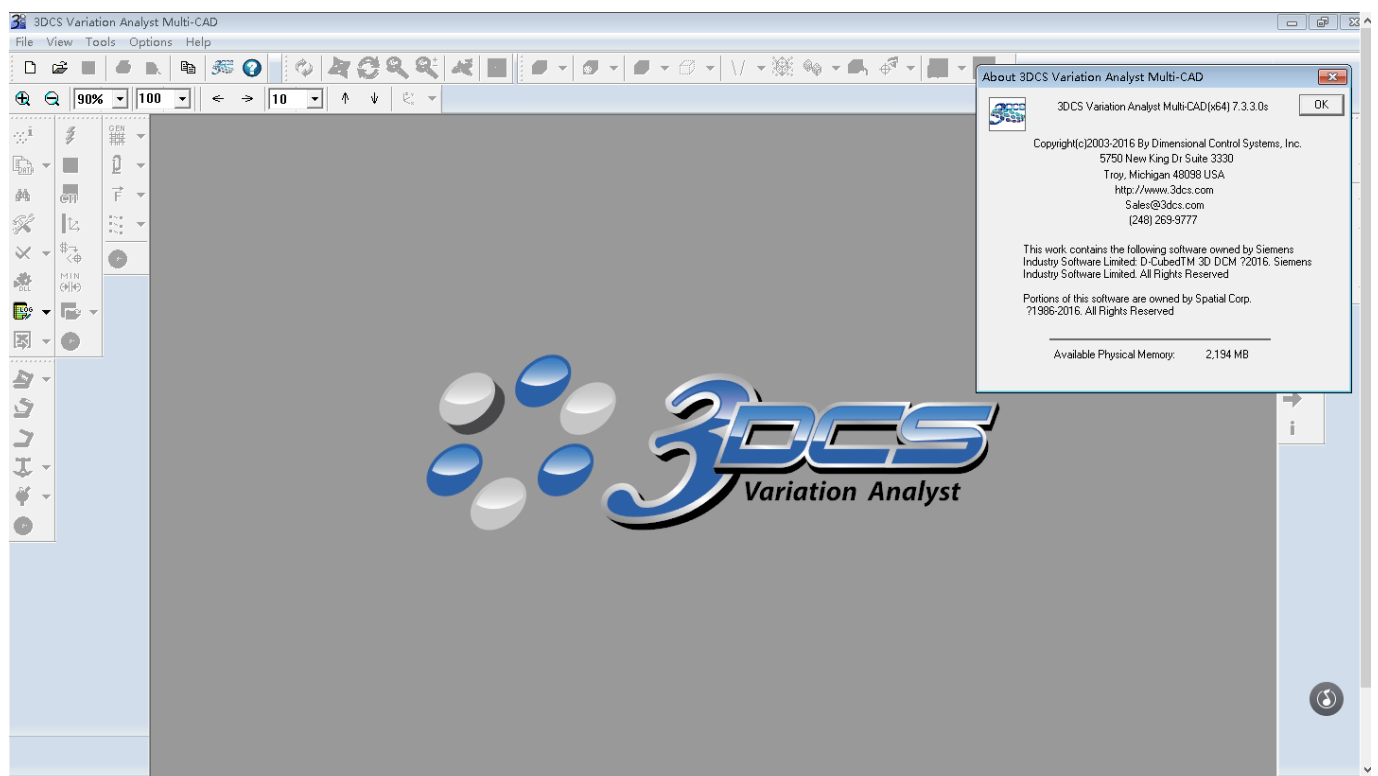 3DCS Variation Analyst Multi-CAD
File View Tools Options Help
90% 100 10
GEN
DATA
F
MIN
DLL
LOG
About 3DCS Variation Analyst Multi-CAD
3DCS Variation Analyst Multi-CAD(x64) 7.3.3.0s
OK
Copyright(c)2003-2016 By Dimensional Control Systems, Inc.
5750 New King Dr Suite 3330
Troy, Michigan 48098 USA
http://www.3dcs.com
Sales@3dcs.com
(248) 269-9777
This work contains the following software owned by Siemens
Industry Software Limited: D-CubedTM 3D DCM ?2016. Siemens
Industry Software Limited. All Rights Reserved
Portions of this software are owned by Spatial Corp.
?1986-2016. All Rights Reserved
Available Physical Memory: 2,194 MB
3DCS
Variation Analyst